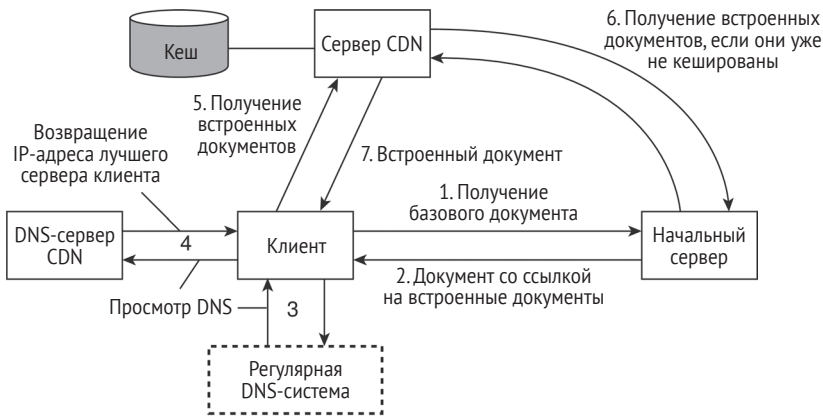 Кеш
Сервер CDN
6. Получение встроенных
документов, если они уже
не кешированы
5. Получение
встроенных
документов
7. Встроенный документ
Возвращение
IP-адреса лучшего
сервера клиента
1. Получение
базового документа
DNS-сервер
CDN
4
Клиент
Начальный
сервер
2. Документ со ссылкой
на встроенные документы
Просмотр DNS
3
Регулярная
DNS-система